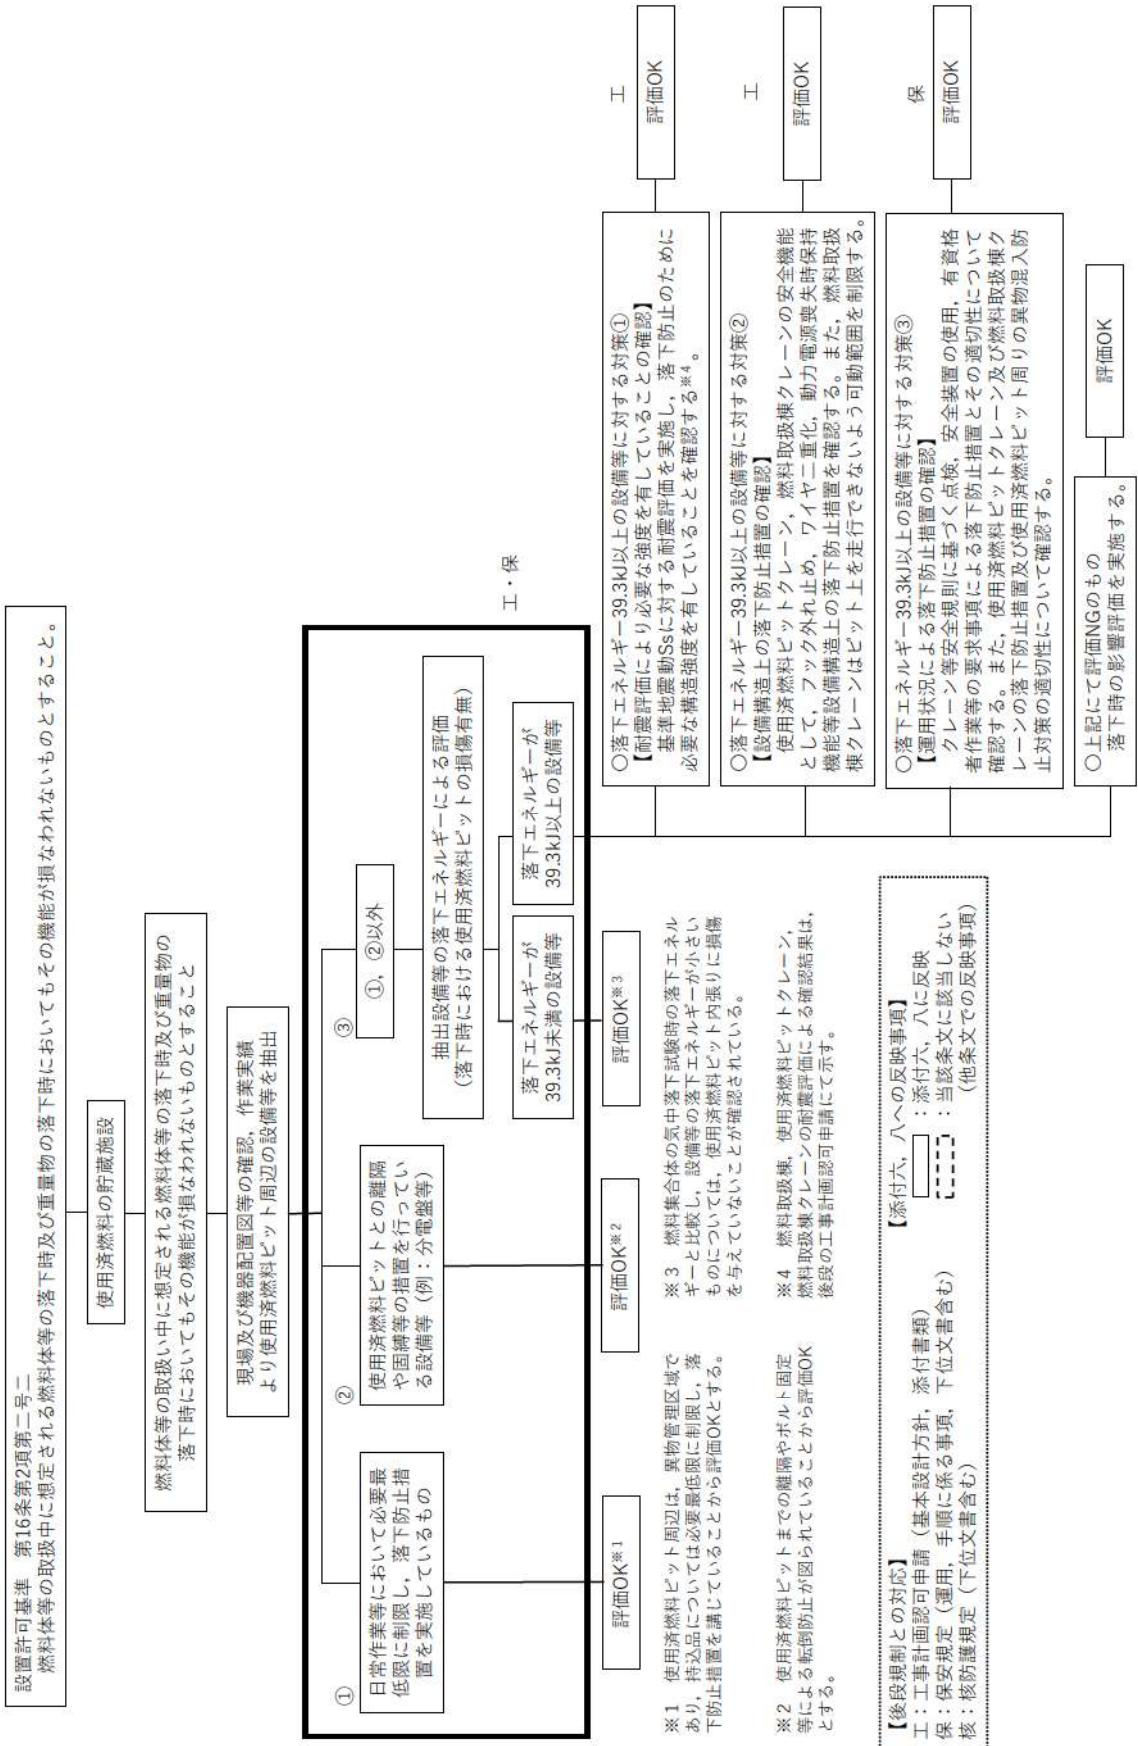 設置許可基準　第16条第2項第二号ニ
燃料体等の取扱中に想定される燃料体等の落下時及び重量物の落下時においてもその機能が損なわれないものとすること。
使用済燃料の貯蔵施設
燃料体等の取扱い中に想定される燃料体等の落下時及び重量物の
落下時においてもその機能が損なわれないものとすること
現場及び機器配置図等の確認，作業実績
より使用済燃料ピット周辺の設備等を抽出
①
日常作業等において必要最
低限に制限し，落下防止措
置を実施しているもの
②
使用済燃料ピットとの離隔
や固縛等の措置を行ってい
る設備等（例：分電盤等）
③
①，②以外
抽出設備等の落下エネルギーによる評価
（落下時における使用済燃料ピットの損傷有無）
落下エネルギーが
39.3kJ未満の設備等
落下エネルギーが
39.3kJ以上の設備等
工・保
評価OK※1
評価OK※2
評価OK※3
○落下エネルギー39.3kJ以上の設備等に対する対策①
【耐震評価により必要な強度を有していることの確認】
基準地震動Ssに対する耐震評価を実施し，落下防止のために
必要な構造強度を有していることを確認する※4。
工
評価OK
○落下エネルギー39.3kJ以上の設備等に対する対策②
【設備構造上の落下防止措置の確認】
使用済燃料ピットクレーン，燃料取扱棟クレーンの安全機能
として，フック外れ止め，ワイヤ二重化，動力電源喪失時保持
機能等設備構造上の落下防止措置を確認する。また，燃料取扱
棟クレーンはピット上を走行できないよう可動範囲を制限する。
工
評価OK
○落下エネルギー39.3kJ以上の設備等に対する対策③
【運用状況による落下防止措置の確認】
クレーン等安全規則に基づく点検，安全装置の使用，有資格
者作業等の要求事項による落下防止措置とその適切性について
確認する。また，使用済燃料ピットクレーン及び燃料取扱棟ク
レーンの落下防止措置及び使用済燃料ピット周りの異物混入防
止対策の適切性について確認する。
保
評価OK
○上記にて評価NGのもの
落下時の影響評価を実施する。
評価OK
※1　使用済燃料ピット周辺は，異物管理区域で
あり，持込品については必要最低限に制限し，落
下防止措置を講じていることから評価OKとする。
※2　使用済燃料ピットまでの離隔やボルト固定
等による転倒防止が図られていることから評価OK
とする。
※3　燃料集合体の気中落下試験時の落下エネル
ギーと比較し，設備等の落下エネルギーが小さい
ものについては，使用済燃料ピット内張りに損傷
を与えていないことが確認されている。
※4　燃料取扱棟，使用済燃料ピットクレーン，
燃料取扱棟クレーンの耐震評価による確認結果は，
後段の工事計画認可申請にて示す。
【後段規制との対応】
工：工事計画認可申請（基本設計方針，添付書類）
保：保安規定（運用，手順に係る事項，下位文書含む）
核：核防護規定（下位文書含む）
【添付六，八への反映事項】
：添付六，八に反映
：当該条文に該当しない
（他条文での反映事項）